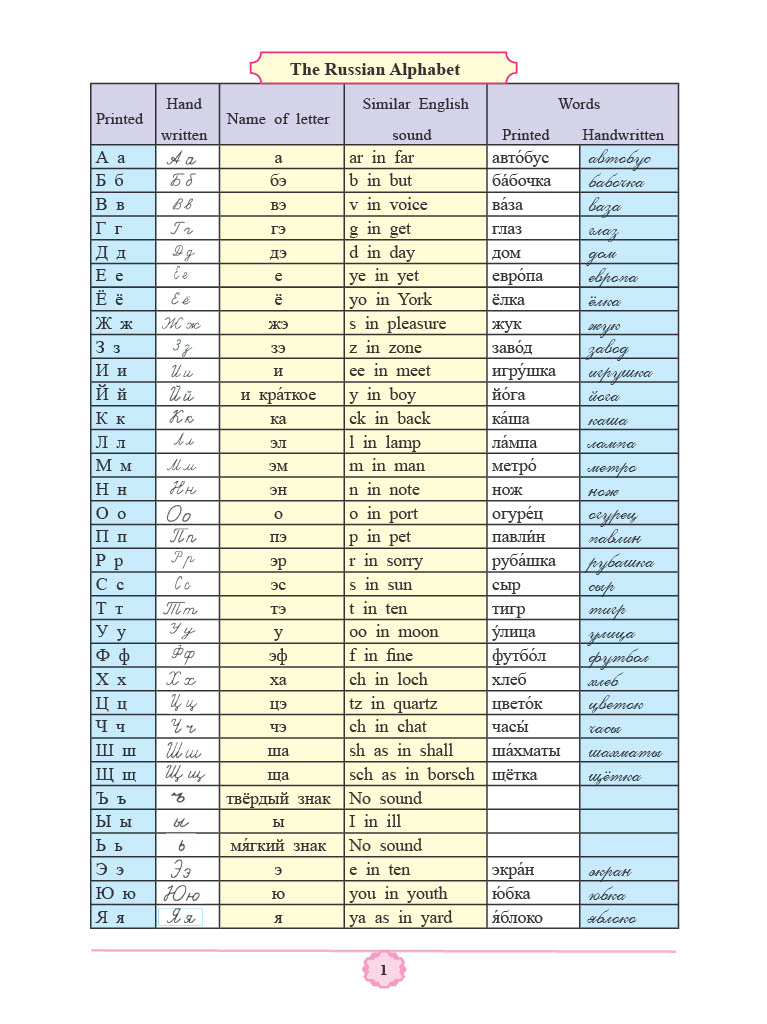 The Russian Alphabet
Printed Hand written Name of letter Similar English sound Words Printed Handwritten
А а А а а ar in far авто́бус автобус
Б б Б б бэ b in but ба́бочка бабочка
В в В в вэ v in voice ва́за ваза
Г г Г г гэ g in get глаз глаз
Д д Д д дэ d in day дом дом
Е е Е е е ye in yet евро́па европа
Ё ё Ё ё ё yo in York ёлка ёлка
Ж ж Ж ж жэ s in pleasure жук жук
З з З з зэ z in zone заво́д завод
И и И и и ee in meet игру́шка игрушка
Й й Й й и кра́ткое y in boy йо́га йога
К к К к ка ck in back ка́ша каша
Л л Л л эл l in lamp ла́мпа лампа
М м М м эм m in man метро́ метро
Н н Н н эн n in note нож нож
О о О о о o in port огуре́ц огурец
П п П п пэ p in pet павли́н павлин
Р р Р р эр r in sorry руба́шка рубашка
С с С с эс s in sun сыр сыр
Т т Т т тэ t in ten тигр тигр
У у У у у oo in moon у́лица улица
Ф ф Ф ф эф f in fine футбо́л футбол
Х х Х х ха ch in loch хлеб хлеб
Ц ц Ц ц цэ tz in quartz цвето́к цветок
Ч ч Ч ч чэ ch in chat часы́ часы
Ш ш Ш ш ша sh as in shall ша́хматы шахматы
Щ щ Щ щ ща sch as in borsch щётка щётка
Ъ ъ ъ твёрдый знак No sound
Ы ы ы ы I in ill
Ь ь ь мя́гкий знак No sound
Э э Э э э e in ten экра́н экран
Ю ю Ю ю ю you in youth ю́бка юбка
Я я Я я я ya as in yard я́блоко яблоко
1